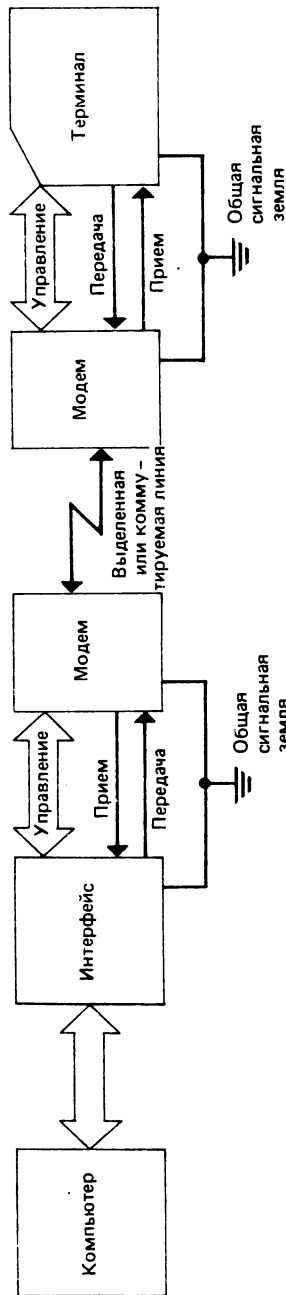 Компьютер
Интерфейс
Управление
Прием
Передача
Общая
сигнальная
земля
Модем
Выделенная
или комму-
тируемая линия
Модем
Управление
Передача
Прием
Общая
сигнальная
земля
Терминал